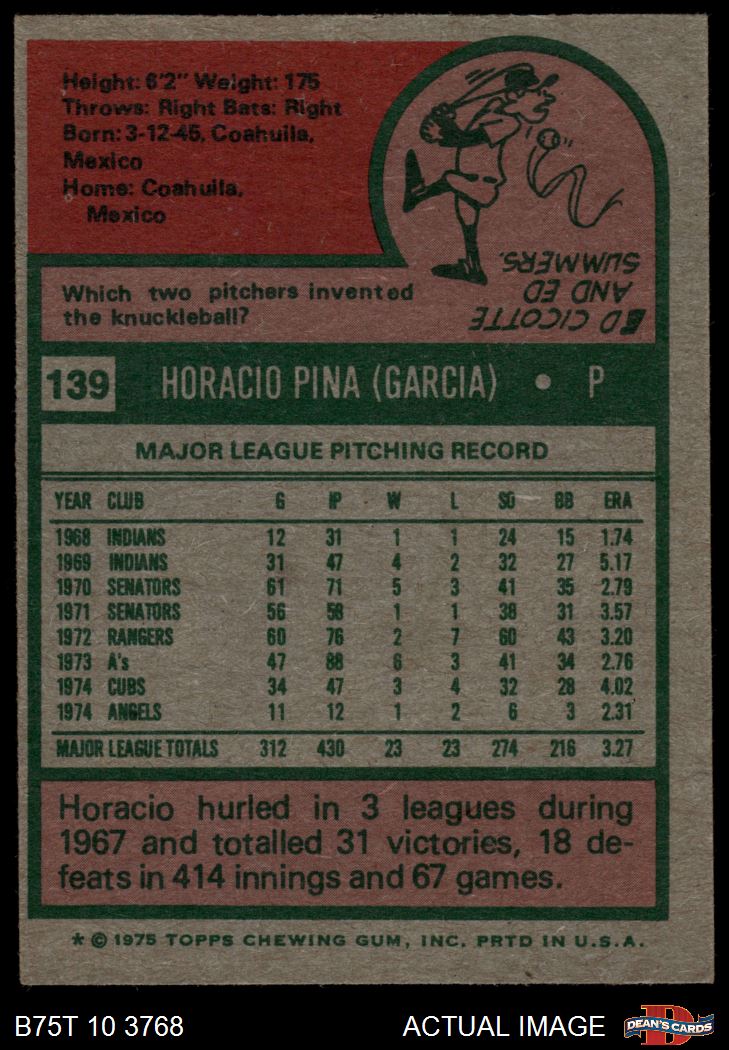 Height: 6'2" Weight: 175
Throws: Right Bats: Right
Born: 3-12-45, Coahuila,
Mexico
Home: Coahuila,
Mexico
Which two pitchers invented
the knuckleball?
ED CICOTTE
AND ED
SUMMERS.
139 HORACIO PINA (GARCIA) • P
MAJOR LEAGUE PITCHING RECORD
YEAR CLUB G IP W L SO BB ERA
1968 INDIANS 12 31 1 1 24 15 1.74
1969 INDIANS 31 47 4 2 32 27 5.17
1970 SENATORS 61 71 5 3 41 35 2.79
1971 SENATORS 56 58 1 1 38 31 3.57
1972 RANGERS 60 76 2 7 60 43 3.20
1973 A's 47 88 6 3 41 34 2.76
1974 CUBS 34 47 3 4 32 28 4.02
1974 ANGELS 11 12 1 2 6 3 2.31
MAJOR LEAGUE TOTALS 312 430 23 23 274 216 3.27
Horacio hurled in 3 leagues during
1967 and totalled 31 victories, 18 de-
feats in 414 innings and 67 games.
* © 1975 TOPPS CHEWING GUM, INC. PRTD IN U.S.A.
B75T 10 3768 ACTUAL IMAGE D DEAN'S CARDS